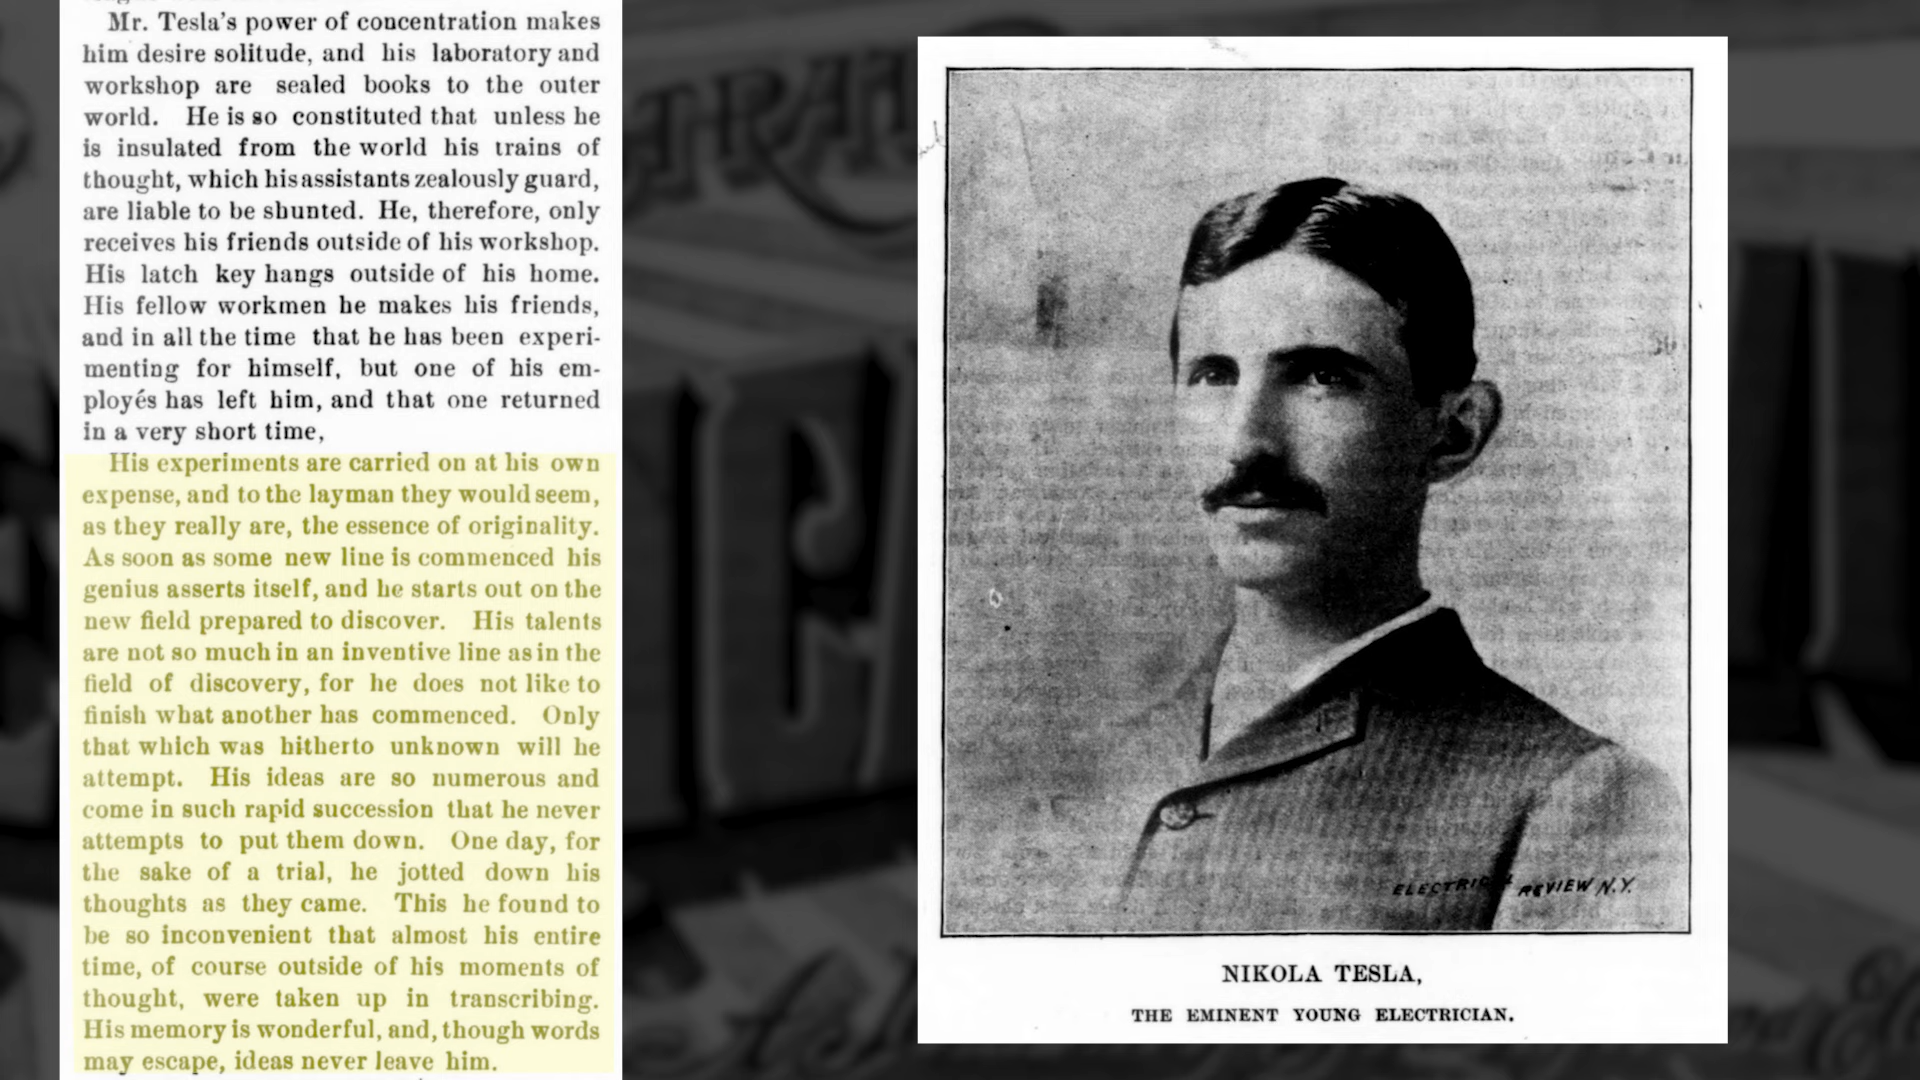 Mr. Tesla's power of concentration makes
him desire solitude, and his laboratory and
workshop are sealed books to the outer
world. He is so constituted that unless he
is insulated from the world his trains of
thought, which his assistants zealously guard,
are liable to be shunted. He, therefore, only
receives his friends outside of his workshop.
His latch key hangs outside of his home.
His fellow workmen he makes his friends,
and in all the time that he has been experi-
menting for himself, but one of his em-
ployés has left him, and that one returned
in a very short time,
His experiments are carried on at his own
expense, and to the layman they would seem,
as they really are, the essence of originality.
As soon as some new line is commenced his
genius asserts itself, and he starts out on the
new field prepared to discover. His talents
are not so much in an inventive line as in the
field of discovery, for he does not like to
finish what another has commenced. Only
that which was hitherto unknown will he
attempt. His ideas are so numerous and
come in such rapid succession that he never
attempts to put them down. One day, for
the sake of a trial, he jotted down his
thoughts as they came. This he found to
be so inconvenient that almost his entire
time, of course outside of his moments of
thought, were taken up in transcribing.
His memory is wonderful, and, though words
may escape, ideas never leave him.
ELECTRICAL REVIEW N.Y.
NIKOLA TESLA,
THE EMINENT YOUNG ELECTRICIAN.